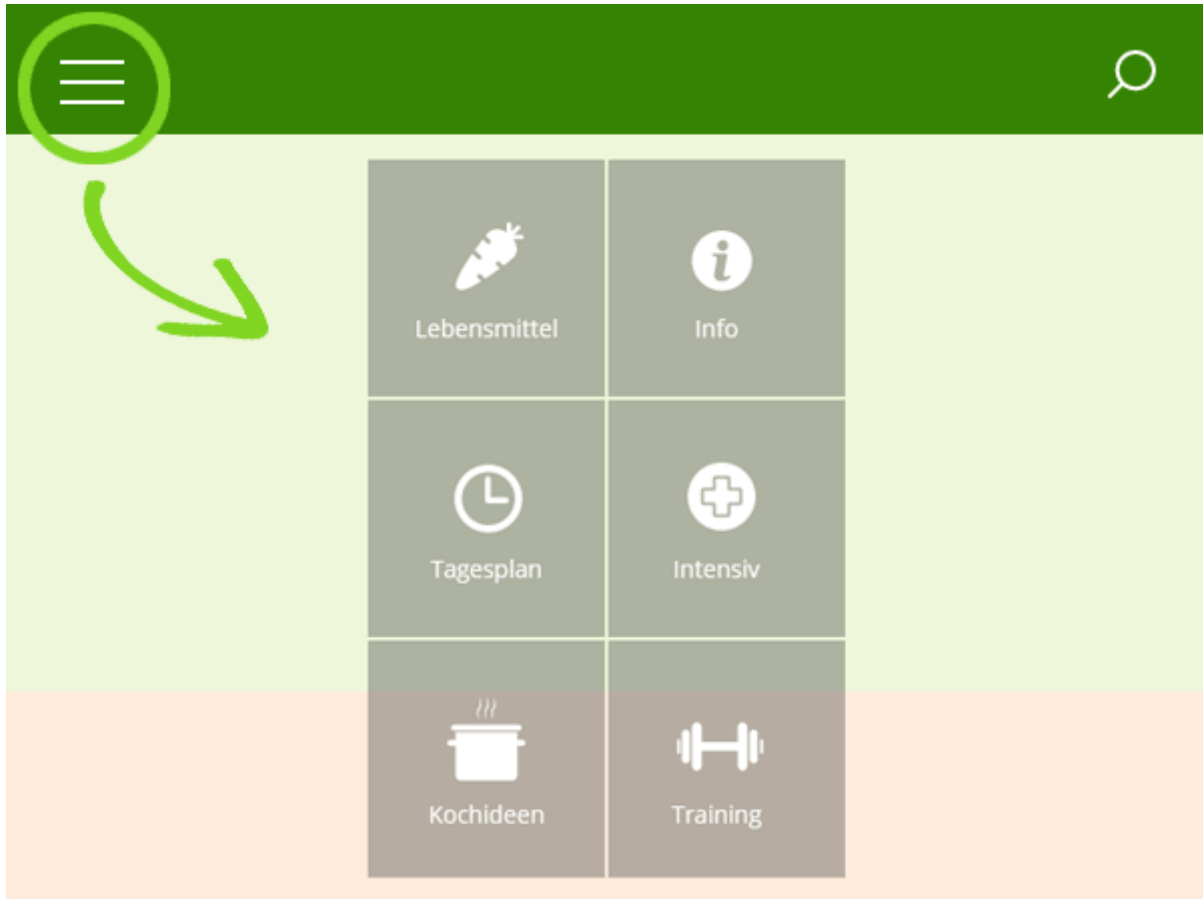 Lebensmittel
Info
Tagesplan
Intensiv
Kochideen
Training